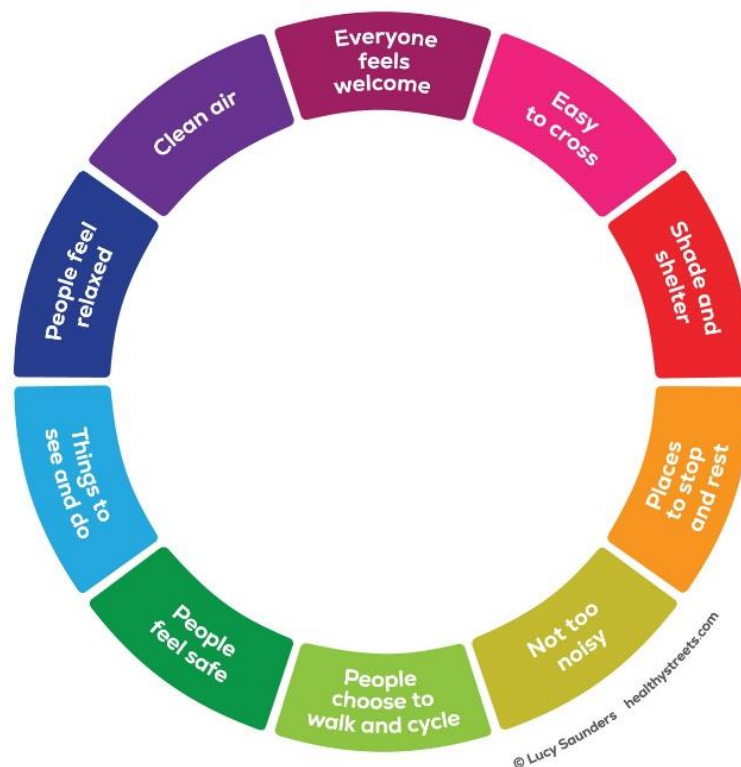 Everyone
feels
welcome
Easy
to cross
Shade and
shelter
Places
to stop
and rest
Not too
noisy
People
choose to
walk and cycle
People
feel safe
Things to
see and do
People feel
relaxed
Clean air
© Lucy Saunders healthystreets.com